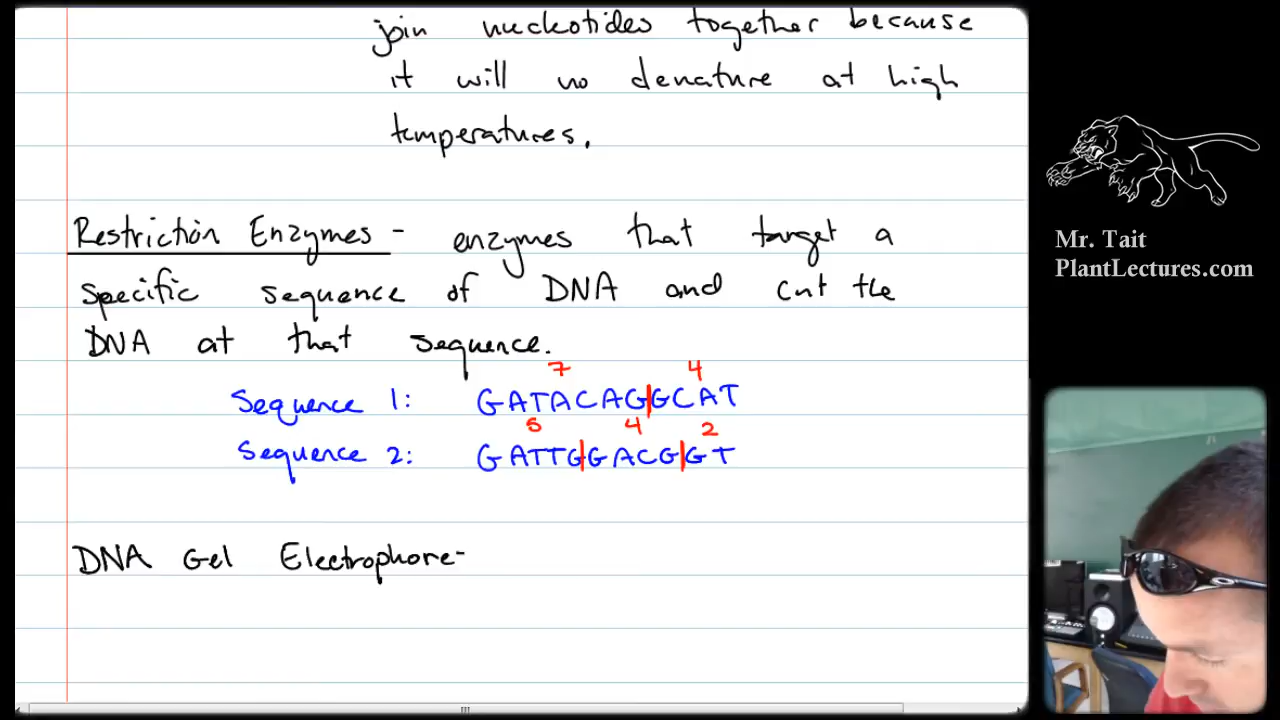 join nucleotides together because
it will no denature at high
temperatures.
Restriction Enzymes - enzymes that target a
specific sequence of DNA and cut the
DNA at that sequence.
7 4
Sequence 1: GATACAG|GCAT
5 4 2
Sequence 2: GATTG|GACG|GT
DNA Gel Electrophore-
Mr. Tait
PlantLectures.com